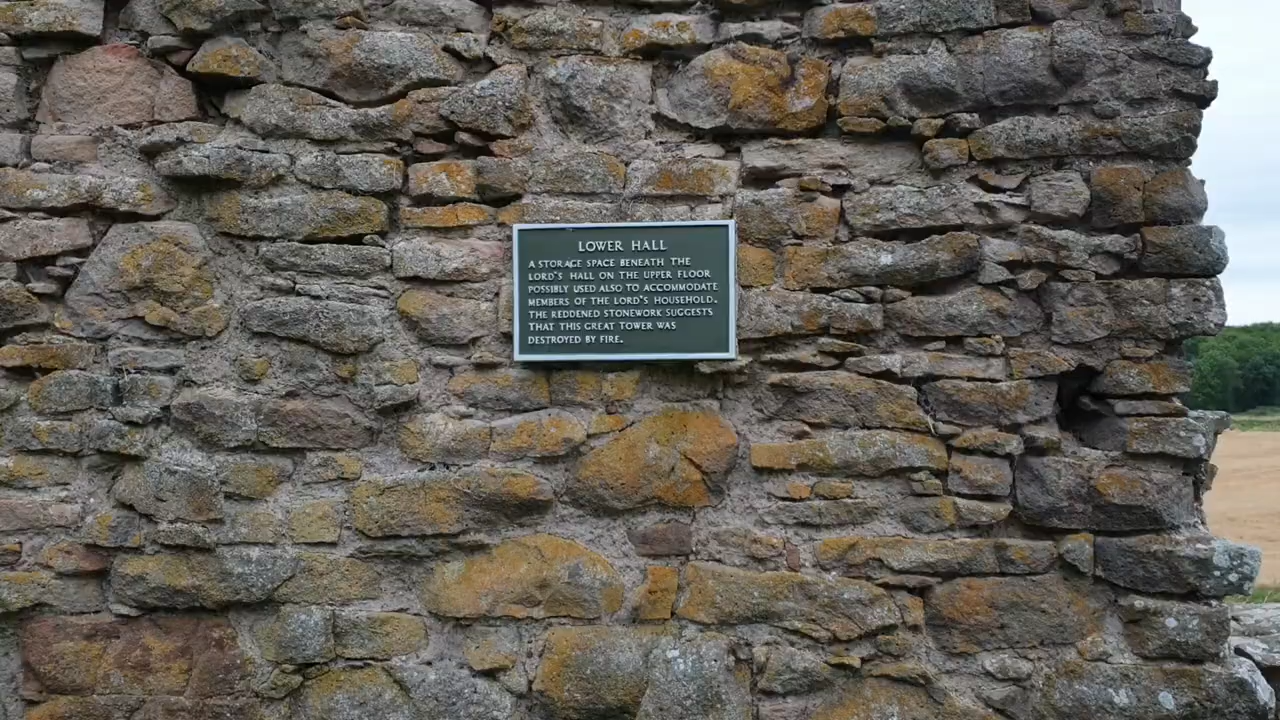 LOWER HALL
A STORAGE SPACE BENEATH THE
LORD'S HALL ON THE UPPER FLOOR
POSSIBLY USED ALSO TO ACCOMMODATE
MEMBERS OF THE LORD'S HOUSEHOLD.
THE REDDENED STONEWORK SUGGESTS
THAT THIS GREAT TOWER WAS
DESTROYED BY FIRE.